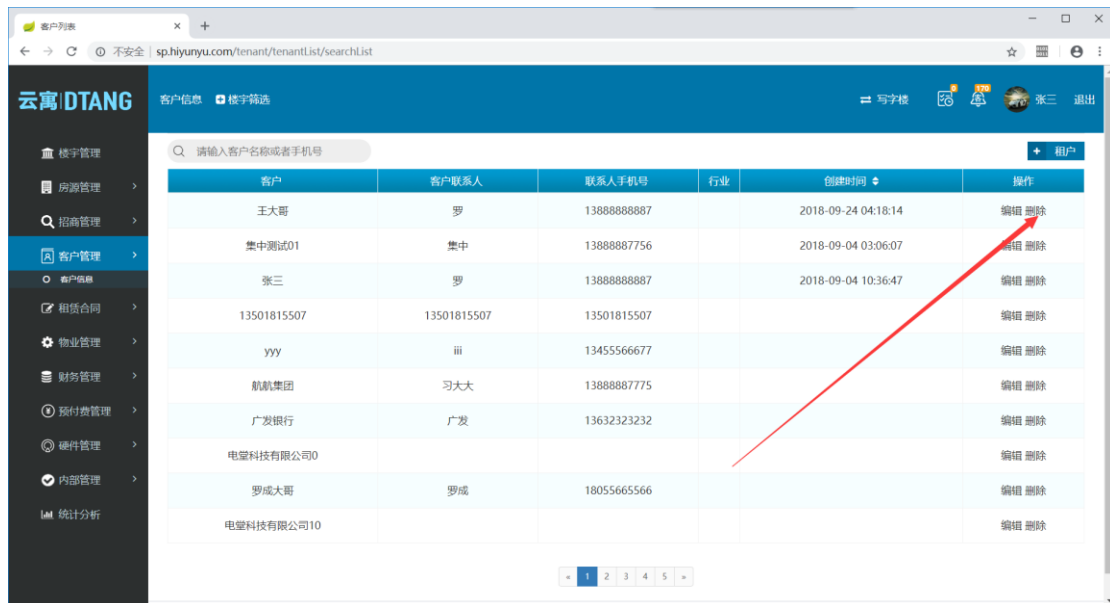 客户列表
不安全 | sp.hiyunyu.com/tenant/tenantList/searchList
云寓 DTANG
客户信息 楼宇筛选
写字楼 0 170 张三 退出
楼宇管理
房源管理
招商管理
客户管理
客户信息
租赁合同
物业管理
财务管理
预付费管理
硬件管理
内部管理
统计分析
请输入客户名称或者手机号
+ 租户
客户 客户联系人 联系人手机号 行业 创建时间 操作
王大哥 罗 13888888887 2018-09-24 04:18:14 编辑 删除
集中测试01 集中 13888887756 2018-09-04 03:06:07 编辑 删除
张三 罗 13888888887 2018-09-04 10:36:47 编辑 删除
13501815507 13501815507 13501815507 编辑 删除
yyy iii 13455566677 编辑 删除
航航集团 习大大 13888887775 编辑 删除
广发银行 广发 13632323232 编辑 删除
电堂科技有限公司0 编辑 删除
罗成大哥 罗成 18055665566 编辑 删除
电堂科技有限公司10 编辑 删除
« 1 2 3 4 5 »